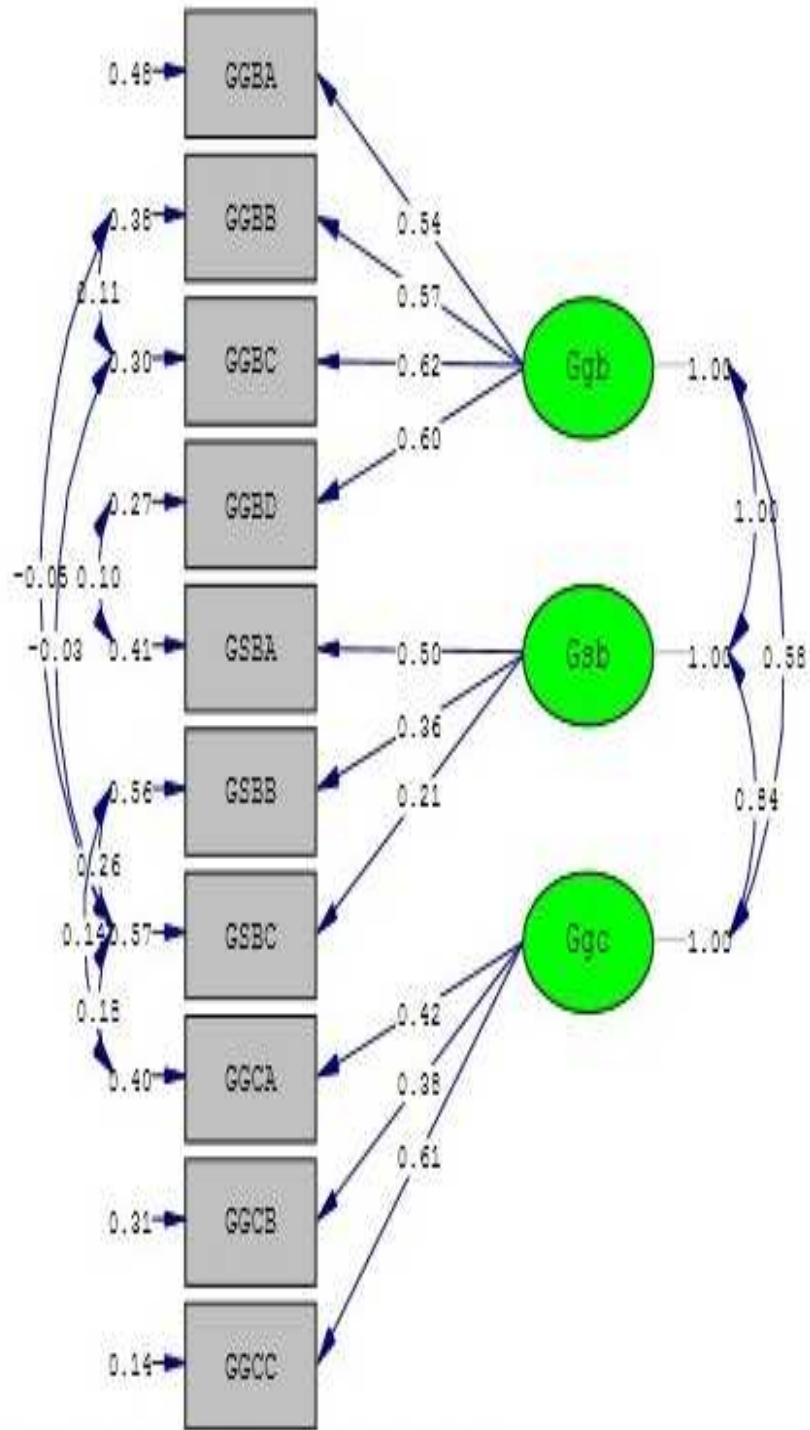 0.48 GGBA
0.54
0.38 GGBB
0.11 0.57
0.30 GGBC 0.62 Ggb 1.00
0.60
0.27 GGBD 1.00
-0.05 0.10
-0.03 0.41 GSBA 0.50 Gsb 1.00 0.58
0.36
0.56 GSBB 0.21 0.84
0.26
0.14 0.57 GSBC Ggc 1.00
0.18 0.42
0.40 GGCA 0.38
0.61
0.31 GGCB
0.14 GGCC